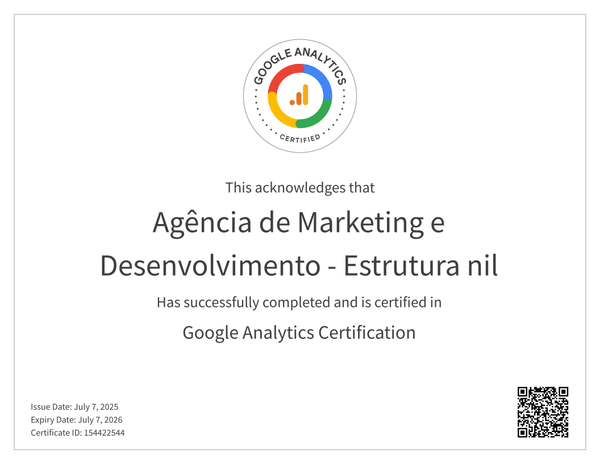 GOOGLE ANALYTICS
CERTIFIED
This acknowledges that
Agência de Marketing e
Desenvolvimento - Estrutura nil
Has successfully completed and is certified in
Google Analytics Certification
Issue Date: July 7, 2025
Expiry Date: July 7, 2026
Certificate ID: 154422544